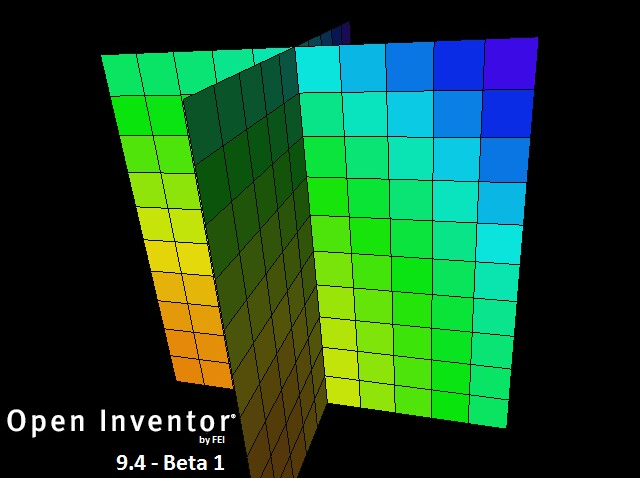 Open Inventor®
by FEI
9.4 - Beta 1